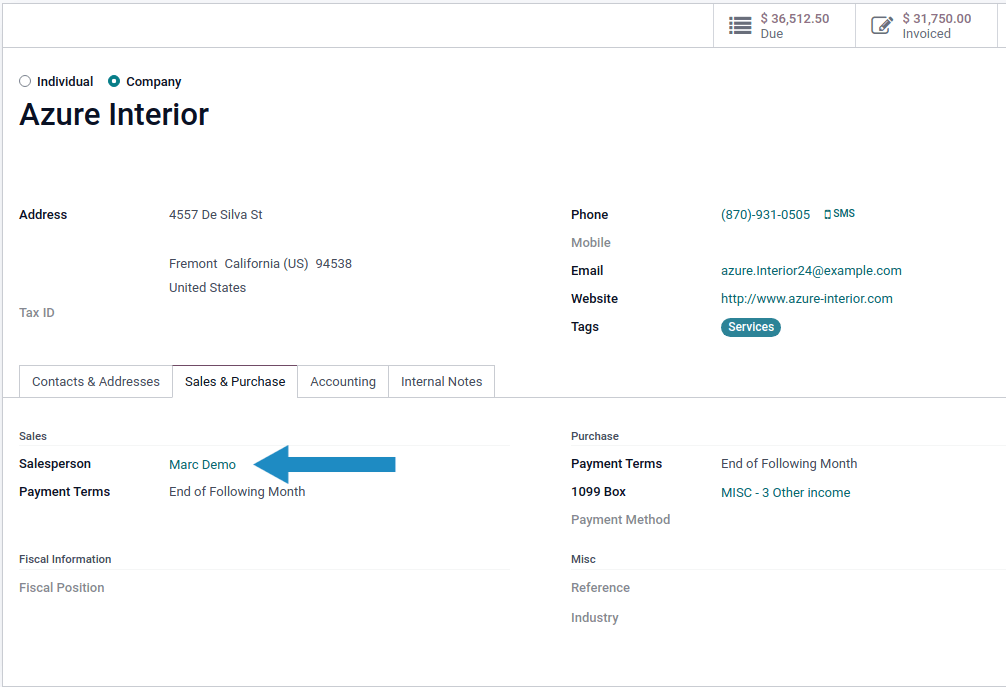 $ 36,512.50
Due
$ 31,750.00
Invoiced
Individual Company
Azure Interior
Address 4557 De Silva St
Fremont California (US) 94538
United States
Tax ID
Phone (870)-931-0505 SMS
Mobile
Email azure.Interior24@example.com
Website http://www.azure-interior.com
Tags Services
Contacts & Addresses Sales & Purchase Accounting Internal Notes
Sales
Salesperson Marc Demo
Payment Terms End of Following Month
Purchase
Payment Terms End of Following Month
1099 Box MISC - 3 Other income
Payment Method
Fiscal Information
Fiscal Position
Misc
Reference
Industry